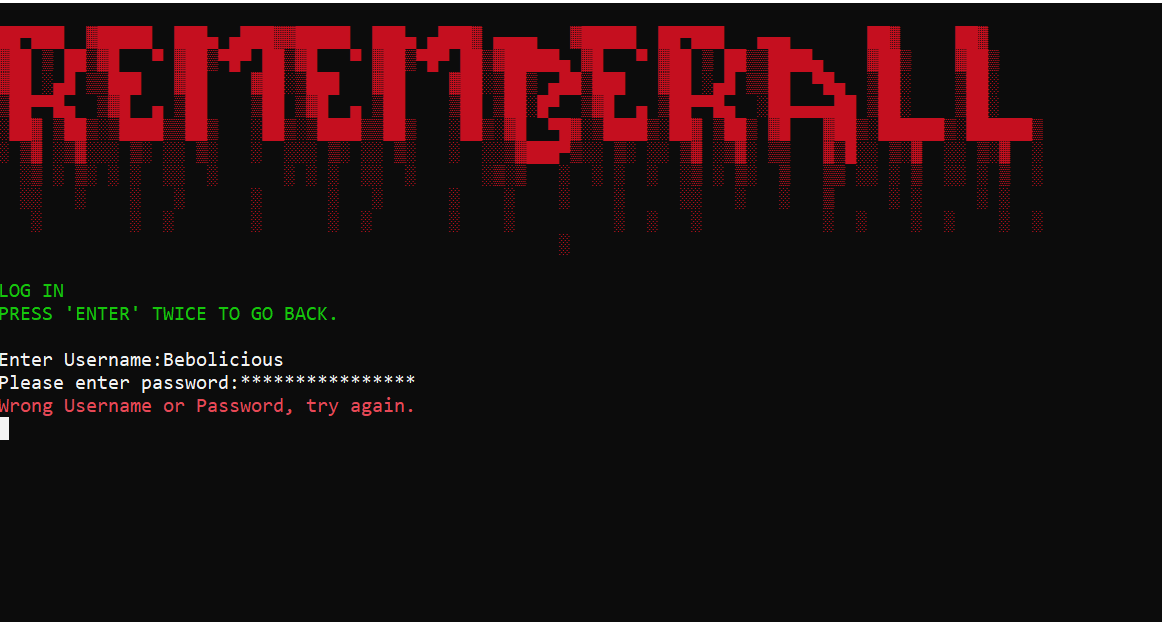 REMEMBERALL
LOG IN
PRESS 'ENTER' TWICE TO GO BACK.
Enter Username:Bebolicious
Please enter password:****************
Wrong Username or Password, try again.